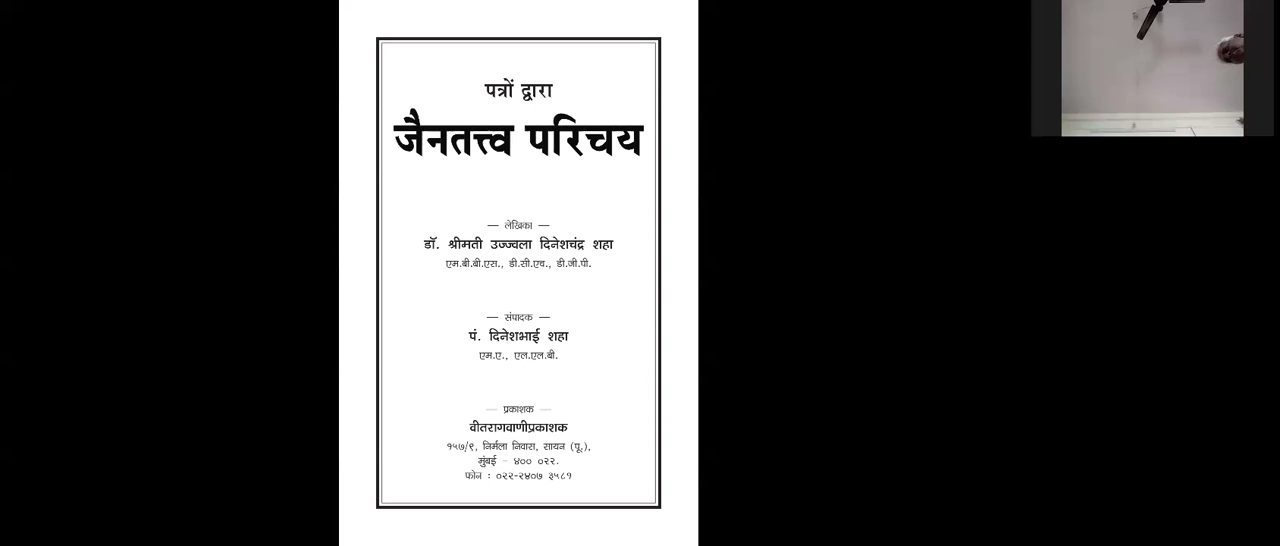 पत्रों द्वारा
जैनतत्त्व परिचय
— लेखिका —
डॉ. श्रीमती उज्ज्वला दिनेशचंद्र शहा
एम.बी.बी.एस., डी.सी.एच., डी.जी.पी.
— संपादक —
पं. दिनेशभाई शहा
एम.ए., एल.एल.बी.
— प्रकाशक —
वीतरागवाणीप्रकाशक
१५७/९, निर्मला निवास, सायन (पू.),
मुंबई - ४०० ०२२.
फोन : ०२२-२४०७ ३५८१